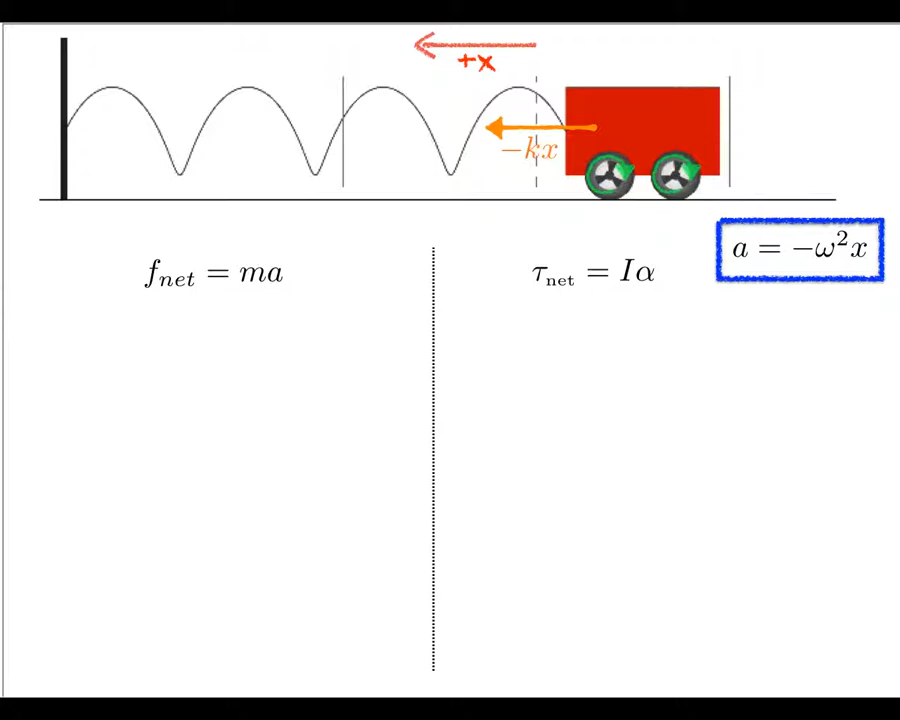 +x
−kx
a = −ω²x
f_net = ma
τ_net = Iα